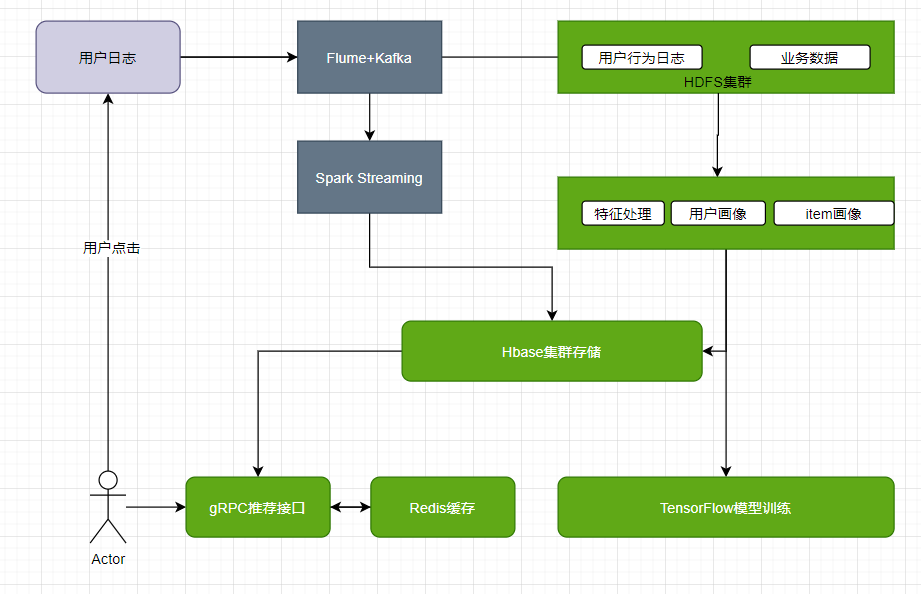 用户日志
Flume+Kafka
用户行为日志
业务数据
HDFS集群
Spark Streaming
特征处理
用户画像
item画像
用户点击
Hbase集群存储
gRPC推荐接口
Redis缓存
TensorFlow模型训练
Actor